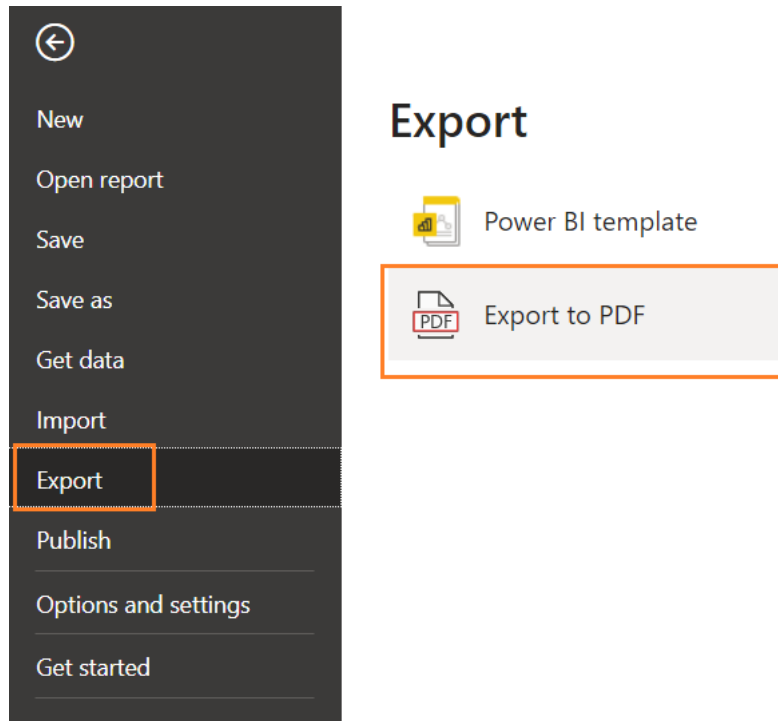 New
Open report
Save
Save as
Get data
Import
Export
Publish
Options and settings
Get started
Export
Power BI template
PDF
Export to PDF